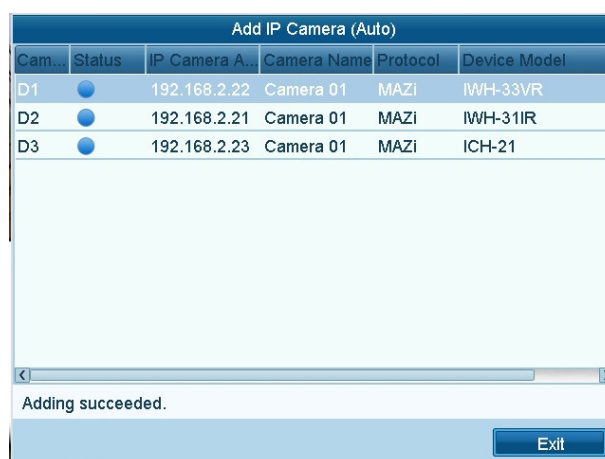 Add IP Camera (Auto)
Cam... Status IP Camera A... Camera Name Protocol Device Model
D1 192.168.2.22 Camera 01 MAZi IWH-33VR
D2 192.168.2.21 Camera 01 MAZi IWH-31IR
D3 192.168.2.23 Camera 01 MAZi ICH-21
Adding succeeded.
Exit